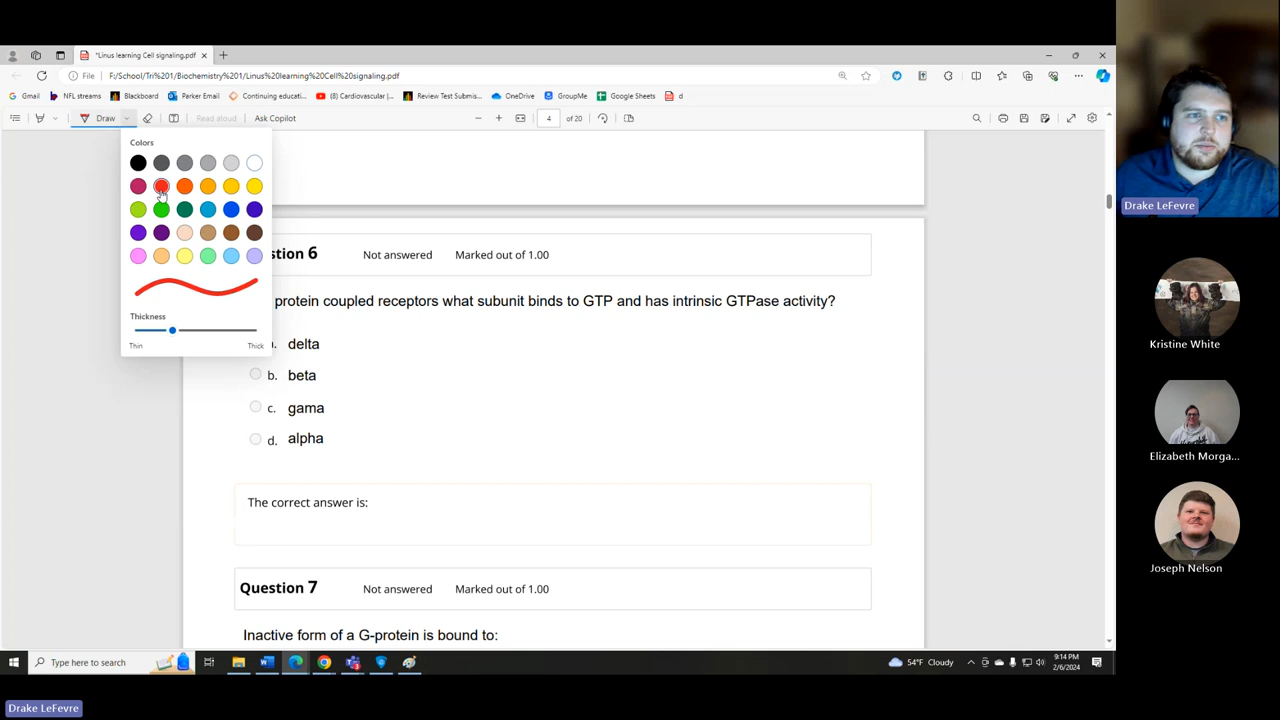 *Linus learning Cell signaling.pdf
File
F:/School/Tri%201/Biochemistry%201/Linus%20learning%20Cell%20signaling.pdf
Gmail
NFL streams
Blackboard
Parker Email
Continuing educati...
(8) Cardiovascular |...
Review Test Submis...
OneDrive
GroupMe
Google Sheets
d
Draw
Read aloud
Ask Copilot
4
of 20
Colors
Thickness
Thin
Thick
stion 6
Not answered
Marked out of 1.00
protein coupled receptors what subunit binds to GTP and has intrinsic GTPase activity?
delta
b. beta
c. gama
d. alpha
The correct answer is:
Question 7
Not answered
Marked out of 1.00
Inactive form of a G-protein is bound to:
Drake LeFevre
Kristine White
Elizabeth Morga...
Joseph Nelson
Type here to search
54°F Cloudy
9:14 PM
2/6/2024
Drake LeFevre